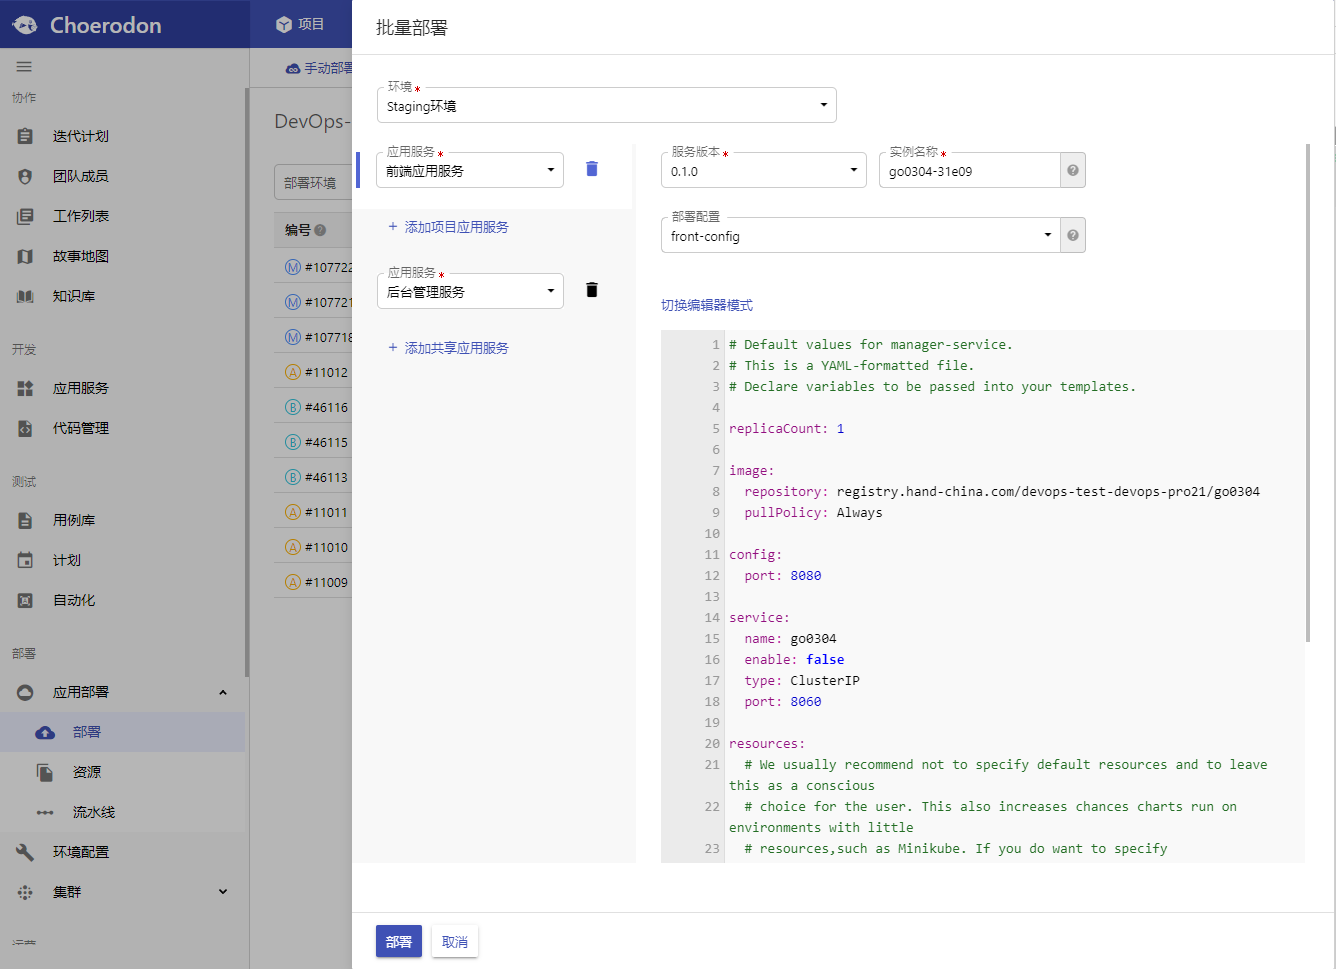 Choerodon
项目
协作
迭代计划
团队成员
工作列表
故事地图
知识库
开发
应用服务
代码管理
测试
用例库
计划
自动化
部署
应用部署
部署
资源
流水线
环境配置
集群
手动部署
DevOps-
部署环境
编号
M #107722
M #107721
M #107718
A #11012
B #46116
B #46115
B #46113
A #11011
A #11010
A #11009
批量部署
环境 *
Staging环境
应用服务 *
前端应用服务
+ 添加项目应用服务
应用服务 *
后台管理服务
+ 添加共享应用服务
服务版本 *
0.1.0
实例名称 *
go0304-31e09
部署配置
front-config
切换编辑器模式
1 # Default values for manager-service.
2 # This is a YAML-formatted file.
3 # Declare variables to be passed into your templates.
4
5 replicaCount: 1
6
7 image:
8 repository: registry.hand-china.com/devops-test-devops-pro21/go0304
9 pullPolicy: Always
10
11 config:
12 port: 8080
13
14 service:
15 name: go0304
16 enable: false
17 type: ClusterIP
18 port: 8060
19
20 resources:
21 # We usually recommend not to specify default resources and to leave
this as a conscious
22 # choice for the user. This also increases chances charts run on
environments with little
23 # resources,such as Minikube. If you do want to specify
部署
取消